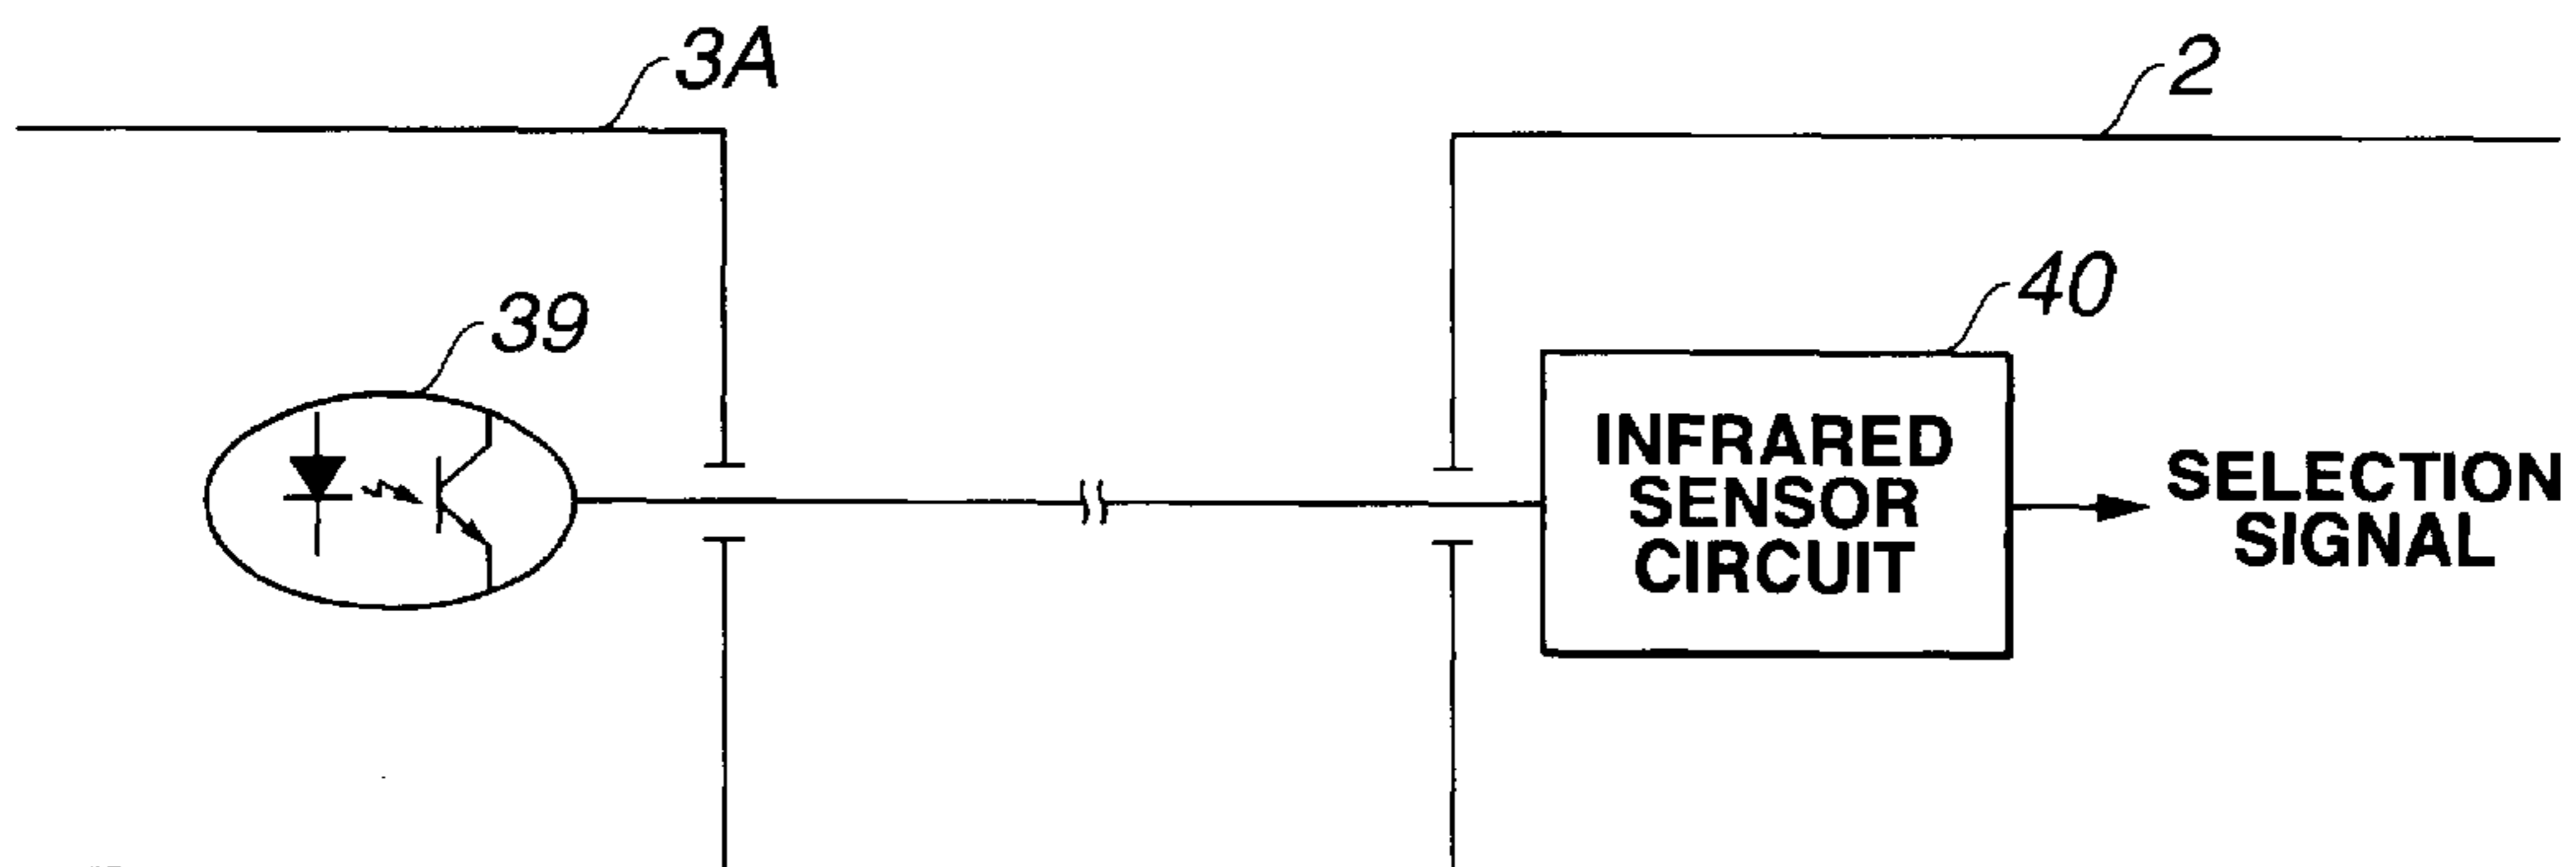 3A
2
39
40
INFRARED
SENSOR
CIRCUIT
SELECTION
SIGNAL